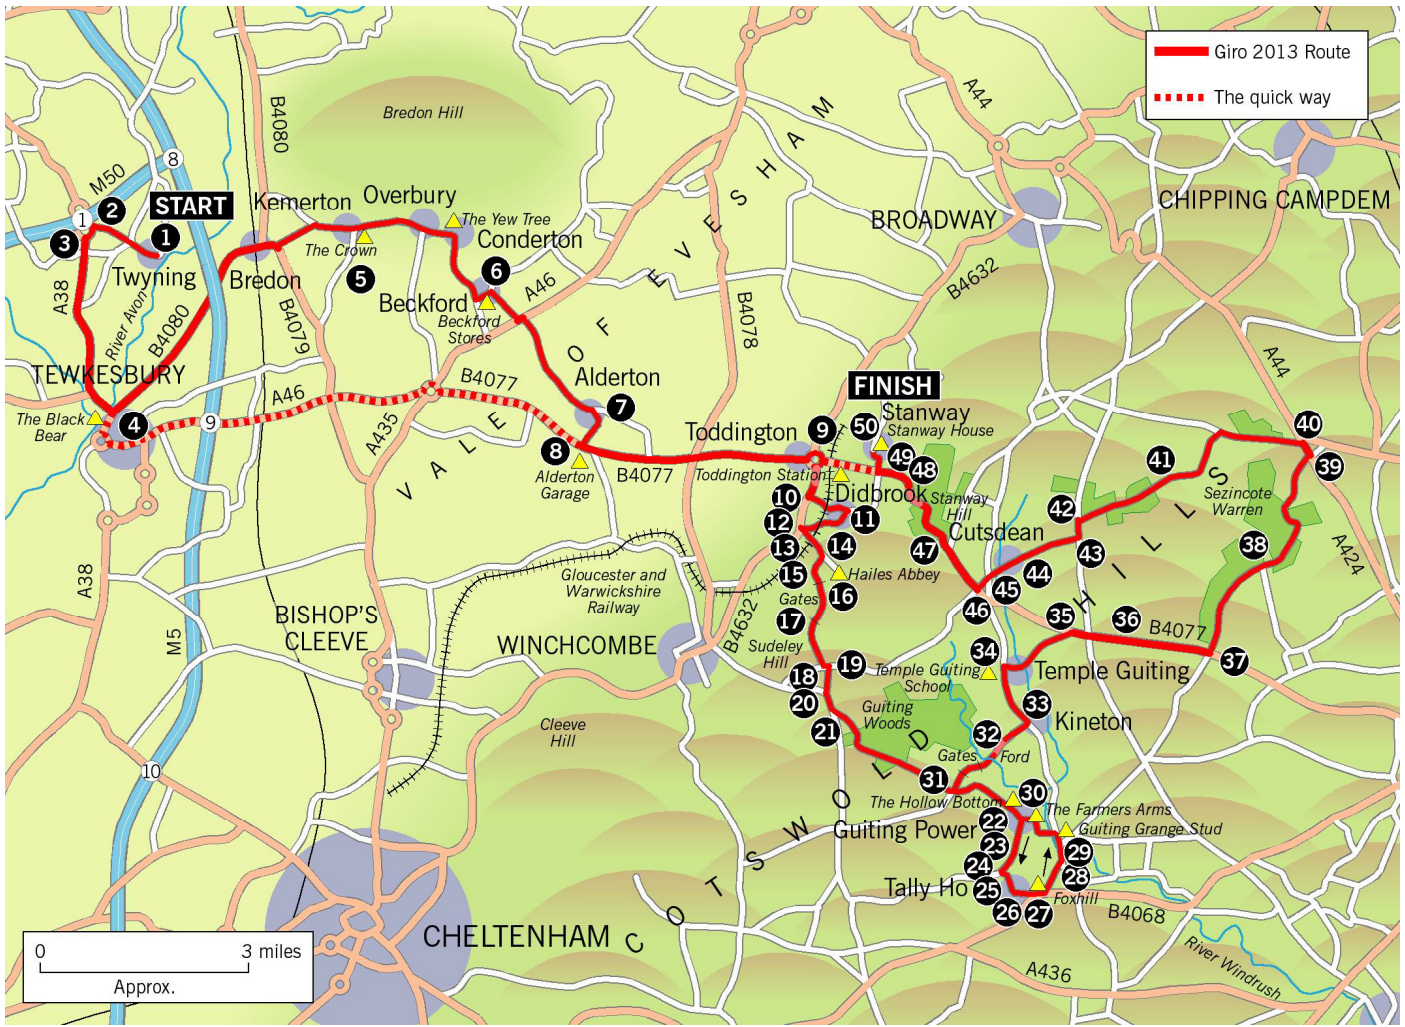 Giro 2013 Route
The quick way
Bredon Hill
A44
B4080
M50
8
START
Kemerton
Overbury
The Yew Tree
CHIPPING CAMPDEM
BROADWAY
1
2
3
1
Twyning
The Crown
Conderton
5
6
Bredon
A38
River Avon
B4080
B4079
Beckford
Beckford
Stores
A46
B4632
B4078
VALE OF EVESHAM
TEWKESBURY
The Black
Bear
4
9
A46
A435
B4077
Alderton
7
8
Alderton
Garage
B4077
FINISH
A44
Toddington
9
50
Stanway
Stanway House
49
48
Toddington Station
Didbrook
Stanway
Hill
10
11
12
13
14
15
16
Hailes Abbey
Gates
17
Sudeley
Hill
47
Cutsdean
40
39
41
42
Sezincote
Warren
38
43
44
45
46
A424
35
36
B4077
37
COTSWOLD HILLS
A38
M5
BISHOP'S
CLEEVE
Gloucester and
Warwickshire
Railway
WINCHCOMBE
B4632
18
19
20
21
34
Temple Guiting
School
Temple Guiting
Guiting
Woods
33
Kineton
32
Gates
Ford
31
Cleeve
Hill
10
The Hollow Bottom
30
The Farmers Arms
Guiting Power
22
Guiting Grange Stud
23
24
29
28
Tally Ho
25
Foxhill
26
27
B4068
CHELTENHAM
A436
River Windrush
0
3 miles
Approx.